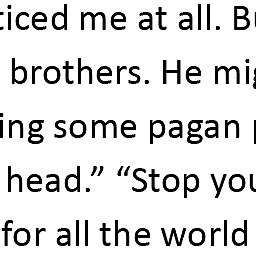 ticed me at all. Bu
brothers. He mig
ing some pagan p
head.” “Stop you
for all the world